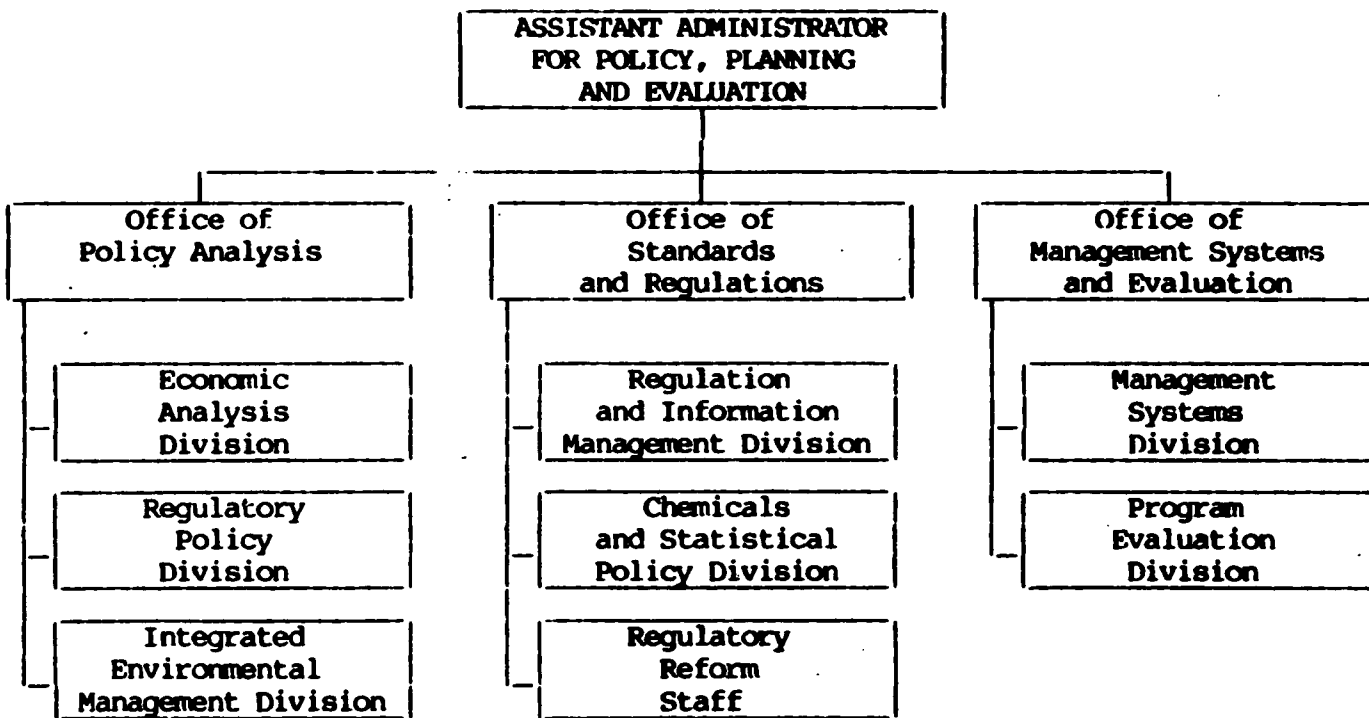 ASSISTANT ADMINISTRATOR
FOR POLICY, PLANNING
AND EVALUATION
Office of
Policy Analysis
Office of
Standards
and Regulations
Office of
Management Systems
and Evaluation
Economic
Analysis
Division
Regulatory
Policy
Division
Integrated
Environmental
Management Division
Regulation
and Information
Management Division
Chemicals
and Statistical
Policy Division
Regulatory
Reform
Staff
Management
Systems
Division
Program
Evaluation
Division